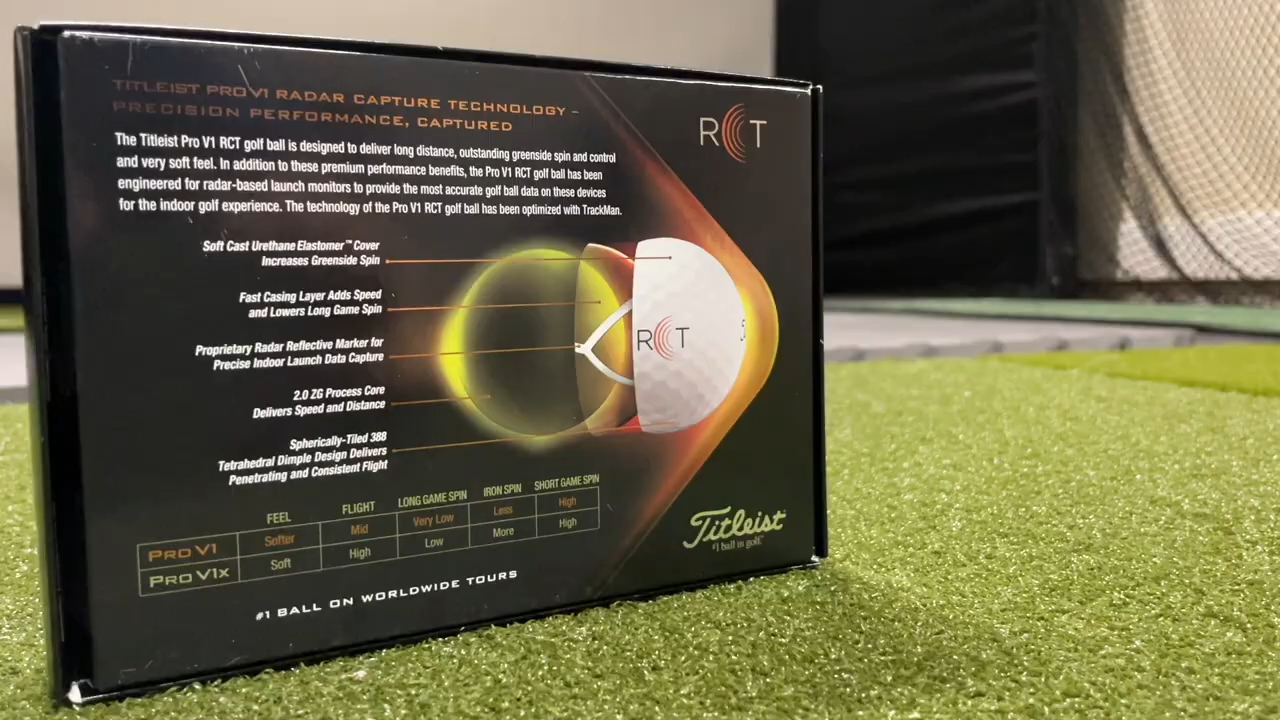 TITLEIST PRO V1 RADAR CAPTURE TECHNOLOGY –
PRECISION PERFORMANCE, CAPTURED
The Titleist Pro V1 RCT golf ball is designed to deliver long distance, outstanding greenside spin and control
and very soft feel. In addition to these premium performance benefits, the Pro V1 RCT golf ball has been
engineered for radar-based launch monitors to provide the most accurate golf ball data on these devices
for the indoor golf experience. The technology of the Pro V1 RCT golf ball has been optimized with TrackMan.
RCT
Soft Cast Urethane Elastomer™ Cover
Increases Greenside Spin
Fast Casing Layer Adds Speed
and Lowers Long Game Spin
Proprietary Radar Reflective Marker for
Precise Indoor Launch Data Capture
2.0 ZG Process Core
Delivers Speed and Distance
Spherically-Tiled 388
Tetrahedral Dimple Design Delivers
Penetrating and Consistent Flight
RCT
FEEL FLIGHT LONG GAME SPIN IRON SPIN SHORT GAME SPIN
PRO V1 Softer Mid Very Low Less High
PRO V1x Soft High Low More High
#1 BALL ON WORLDWIDE TOURS
Titleist
#1 ball in golf.™